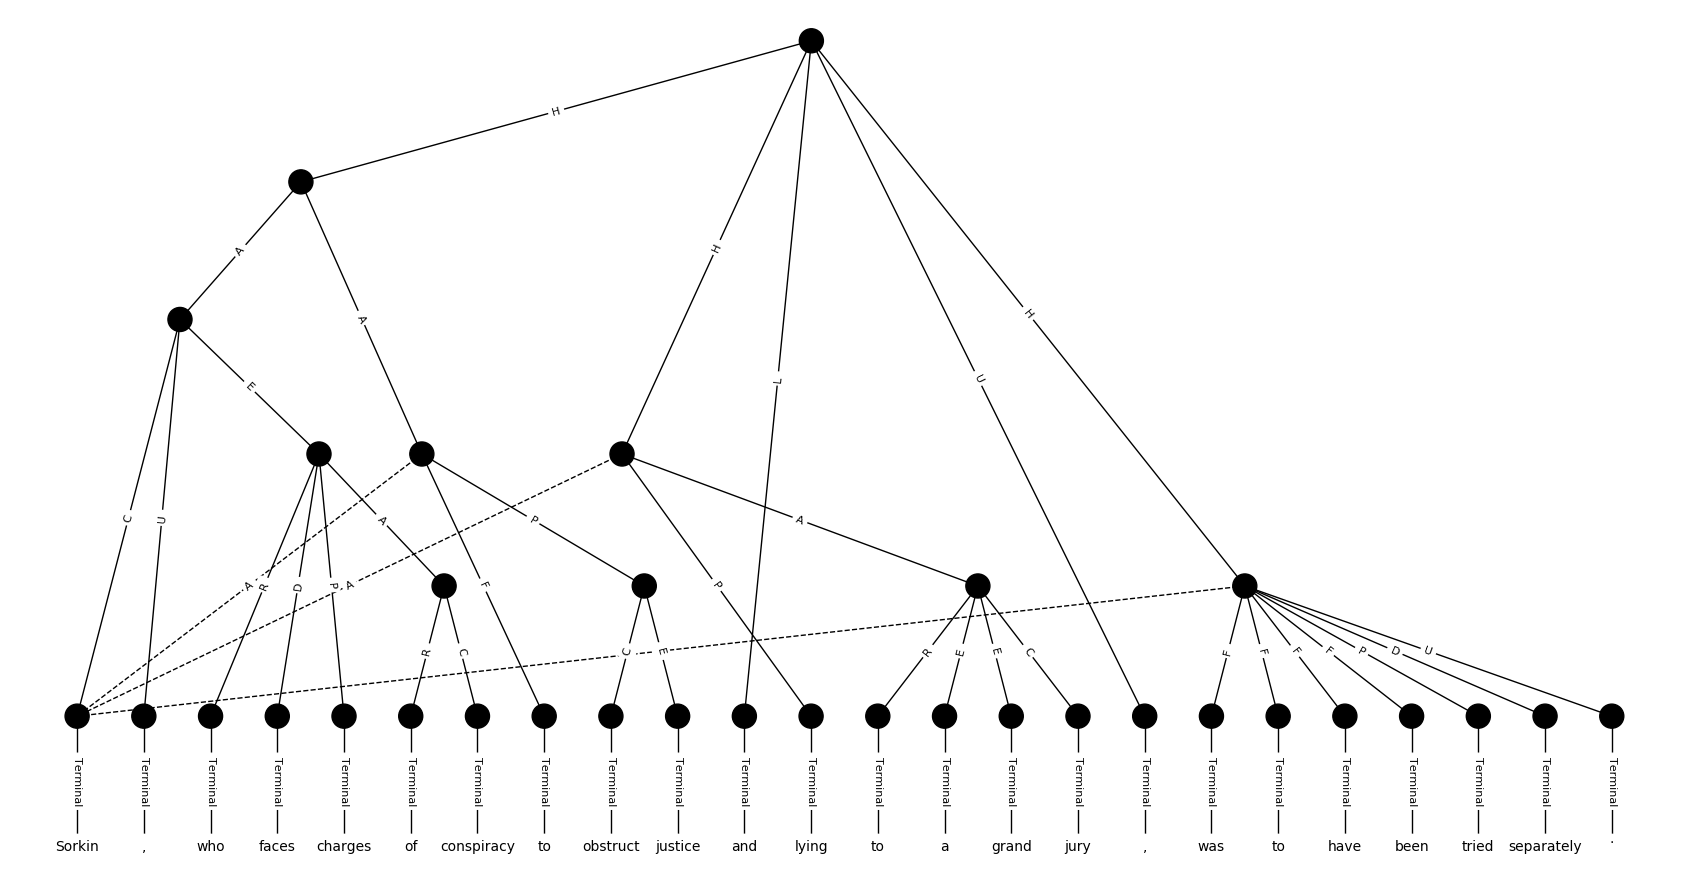 H
A
H
A
H
E
L
U
C
U
P
A
A
A
R
D
P
A
F
P
R
C
C
E
R
E
E
C
F
F
F
F
P
D
U
Terminal Terminal Terminal Terminal Terminal Terminal Terminal Terminal Terminal Terminal Terminal Terminal Terminal Terminal Terminal Terminal Terminal Terminal Terminal Terminal Terminal Terminal Terminal Terminal
Sorkin , who faces charges of conspiracy to obstruct justice and lying to a grand jury , was to have been tried separately .